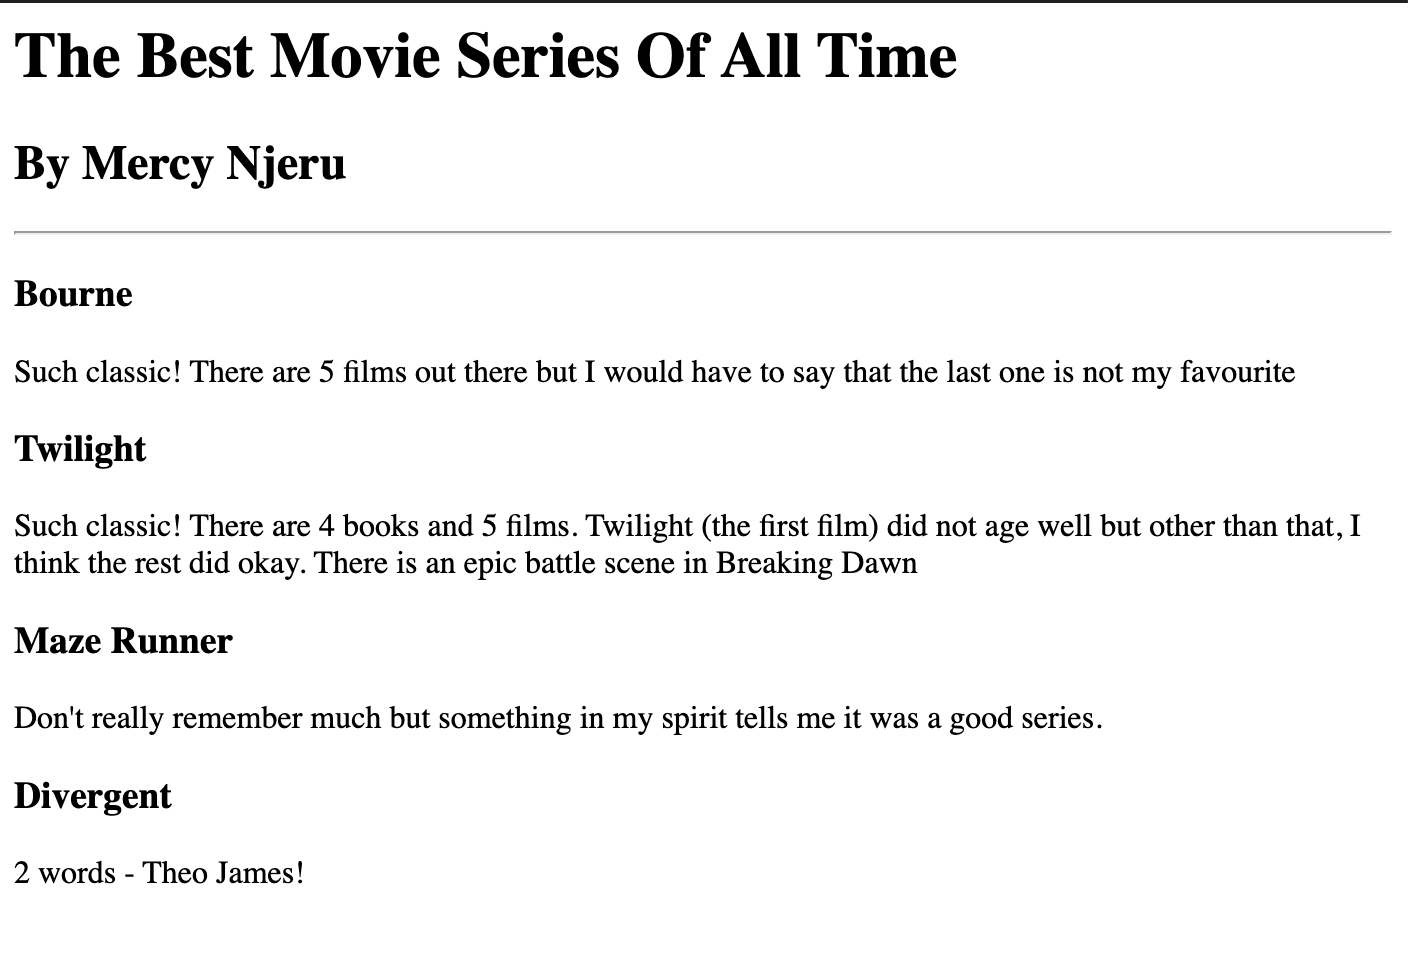 The Best Movie Series Of All Time
By Mercy Njeru
Bourne
Such classic! There are 5 films out there but I would have to say that the last one is not my favourite
Twilight
Such classic! There are 4 books and 5 films. Twilight (the first film) did not age well but other than that, I
think the rest did okay. There is an epic battle scene in Breaking Dawn
Maze Runner
Don't really remember much but something in my spirit tells me it was a good series.
Divergent
2 words - Theo James!